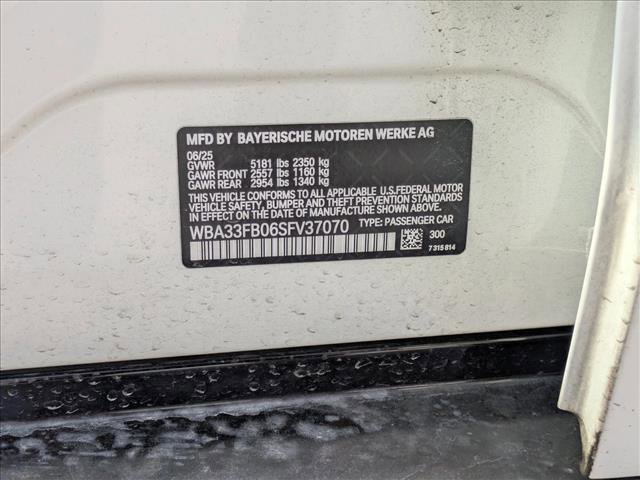 MFD BY BAYERISCHE MOTOREN WERKE AG
06/25
GVWR 5181 lbs 2350 kg
GAWR FRONT 2557 lbs 1160 kg
GAWR REAR 2954 lbs 1340 kg
THIS VEHICLE CONFORMS TO ALL APPLICABLE U.S.FEDERAL MOTOR
VEHICLE SAFETY, BUMPER AND THEFT PREVENTION STANDARDS
IN EFFECT ON THE DATE OF MANUFACTURE SHOWN ABOVE.
WBA33FB06SFV37070 TYPE: PASSENGER CAR
300
7 315 814